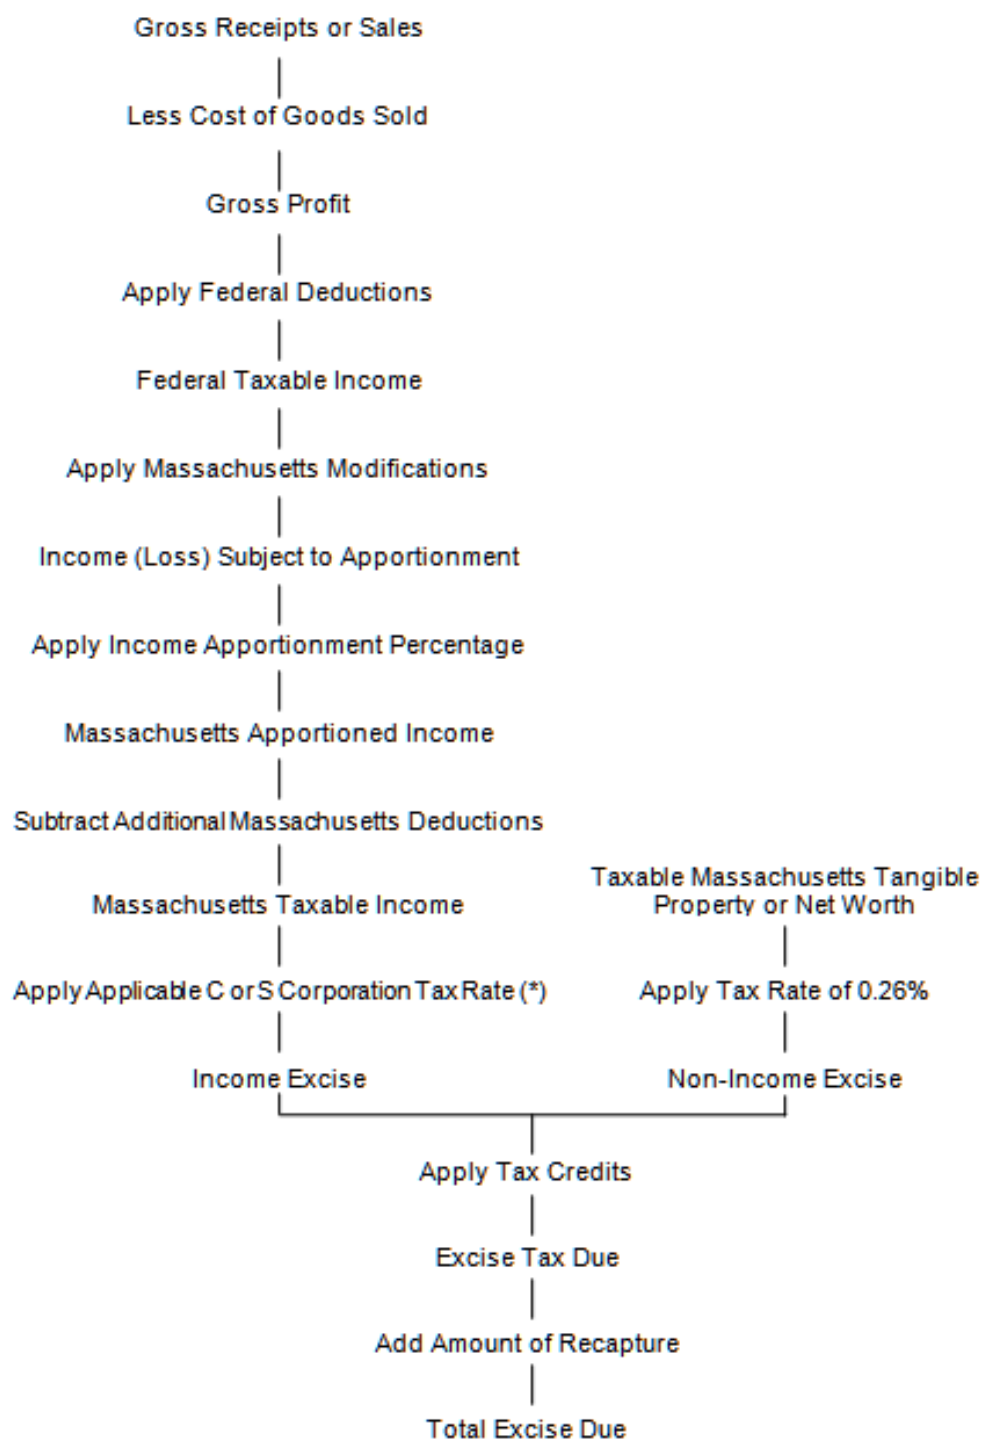 Gross Receipts or Sales
Less Cost of Goods Sold
Gross Profit
Apply Federal Deductions
Federal Taxable Income
Apply Massachusetts Modifications
Income (Loss) Subject to Apportionment
Apply Income Apportionment Percentage
Massachusetts Apportioned Income
Subtract Additional Massachusetts Deductions
Massachusetts Taxable Income
Apply Applicable C or S Corporation Tax Rate (*)
Income Excise
Taxable Massachusetts Tangible
Property or Net Worth
Apply Tax Rate of 0.26%
Non-Income Excise
Apply Tax Credits
Excise Tax Due
Add Amount of Recapture
Total Excise Due